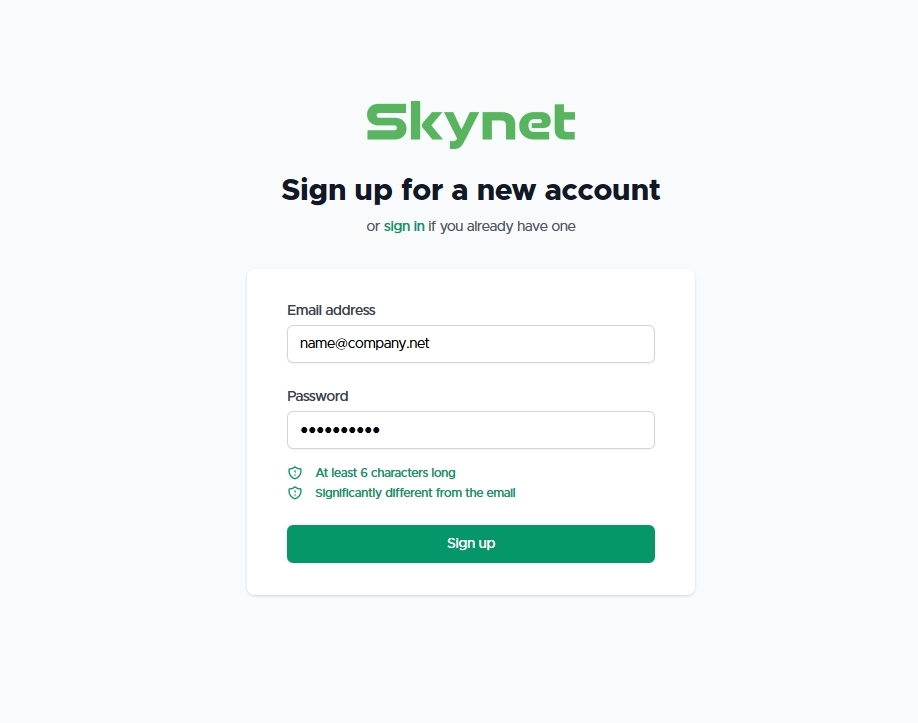 Skynet
Sign up for a new account
or sign in if you already have one
Email address
name@company.net
Password
••••••••••
At least 6 characters long
Significantly different from the email
Sign up